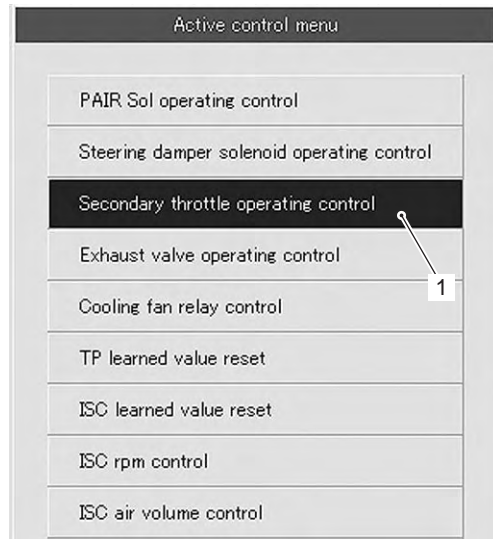 Active control menu
PAIR Sol operating control
Steering damper solenoid operating control
Secondary throttle operating control
1
Exhaust valve operating control
Cooling fan relay control
TP learned value reset
ISC learned value reset
ISC rpm control
ISC air volume control